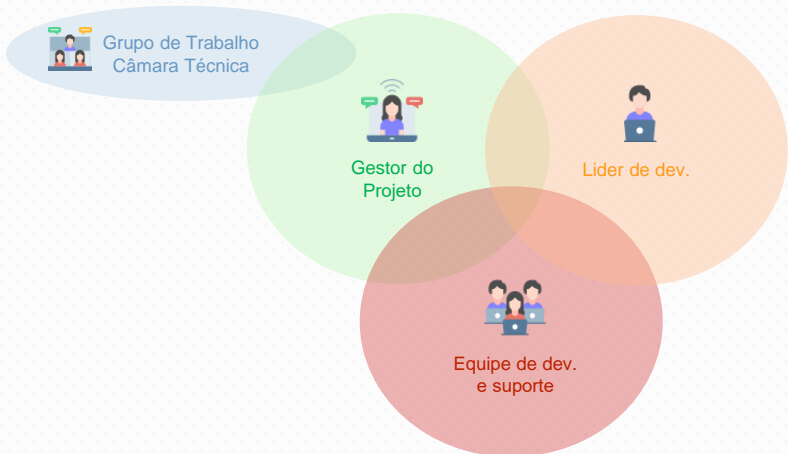 Grupo de Trabalho
Câmara Técnica
Gestor do
Projeto
Lider de dev.
Equipe de dev.
e suporte